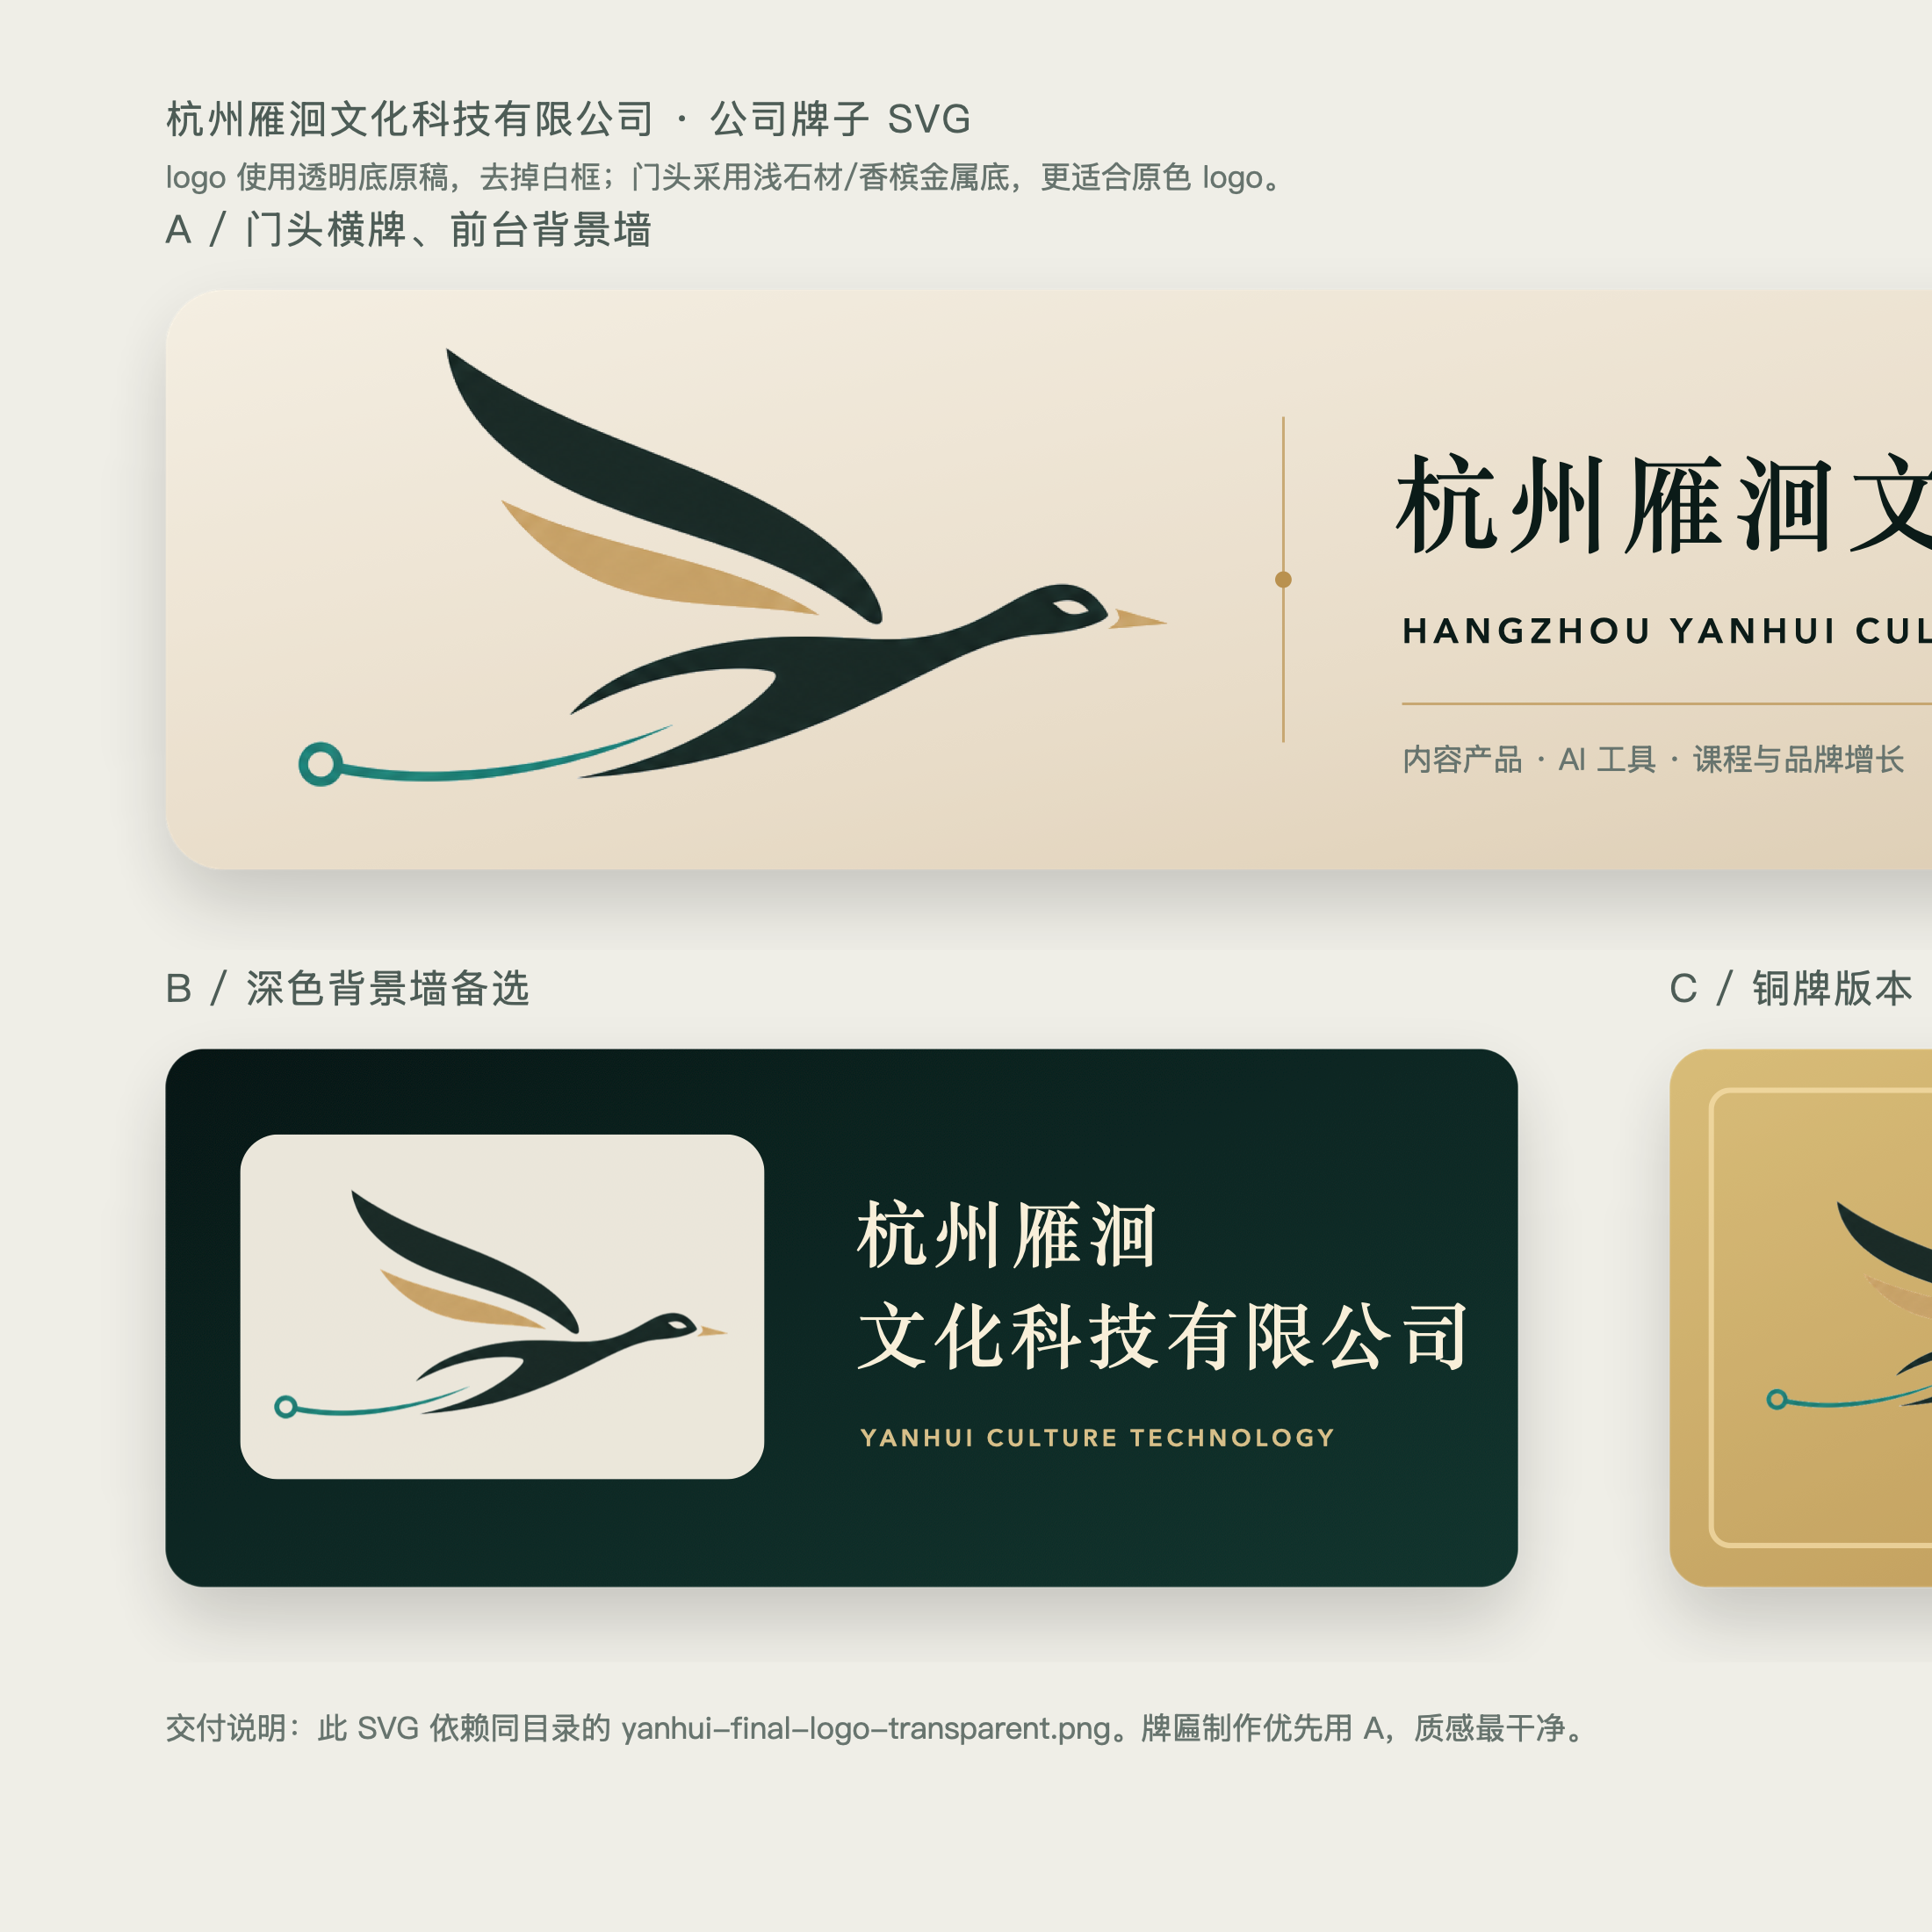 杭州雁洄文化科技有限公司 · 公司牌子 SVG
logo 使用透明底原稿，去掉白框；门头采用浅石材/香槟金属底，更适合原色 logo。
A / 门头横牌、前台背景墙
杭州雁洄文
HANGZHOU YANHUI CUL
内容产品 · AI 工具 · 课程与品牌增长
B / 深色背景墙备选
C / 铜牌版本
杭州雁洄
文化科技有限公司
YANHUI CULTURE TECHNOLOGY
交付说明：此 SVG 依赖同目录的 yanhui-final-logo-transparent.png。牌匾制作优先用 A，质感最干净。